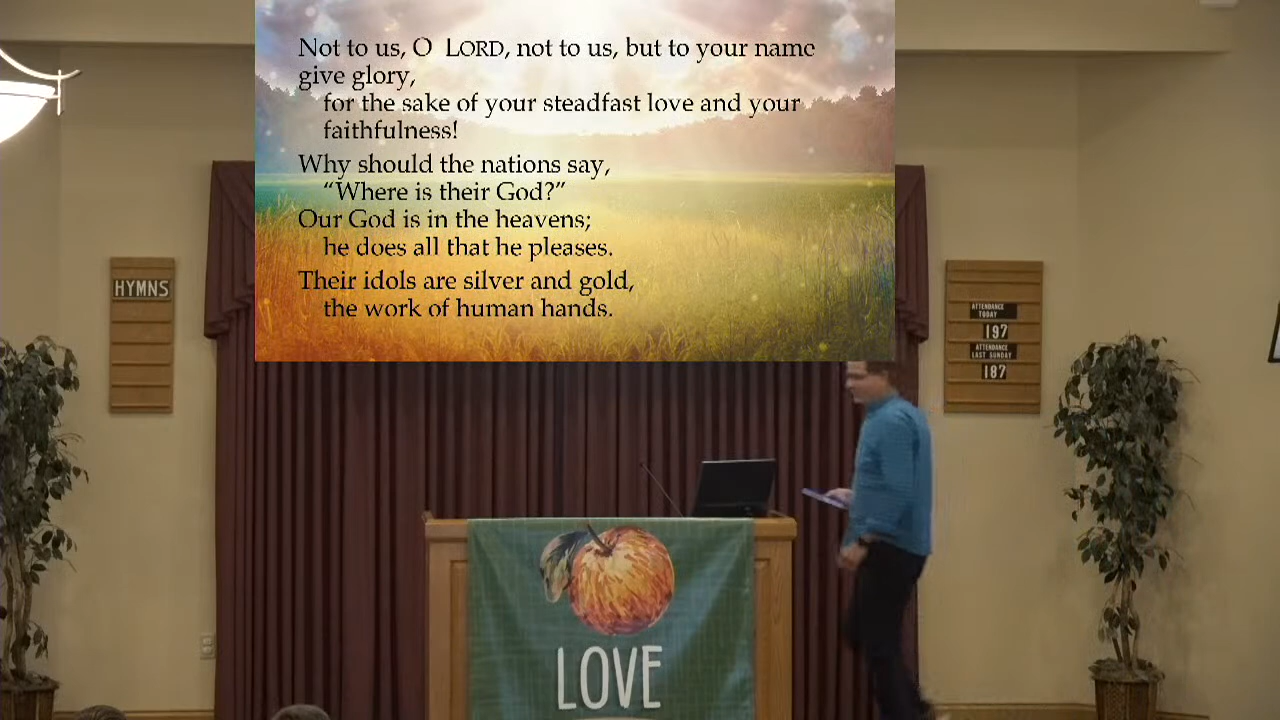 Not to us, O LORD, not to us, but to your name
give glory,
for the sake of your steadfast love and your
faithfulness!
Why should the nations say,
“Where is their God?”
Our God is in the heavens;
he does all that he pleases.
Their idols are silver and gold,
the work of human hands.
HYMNS
ATTENDANCE
TODAY
197
ATTENDANCE
LAST SUNDAY
187
LOVE